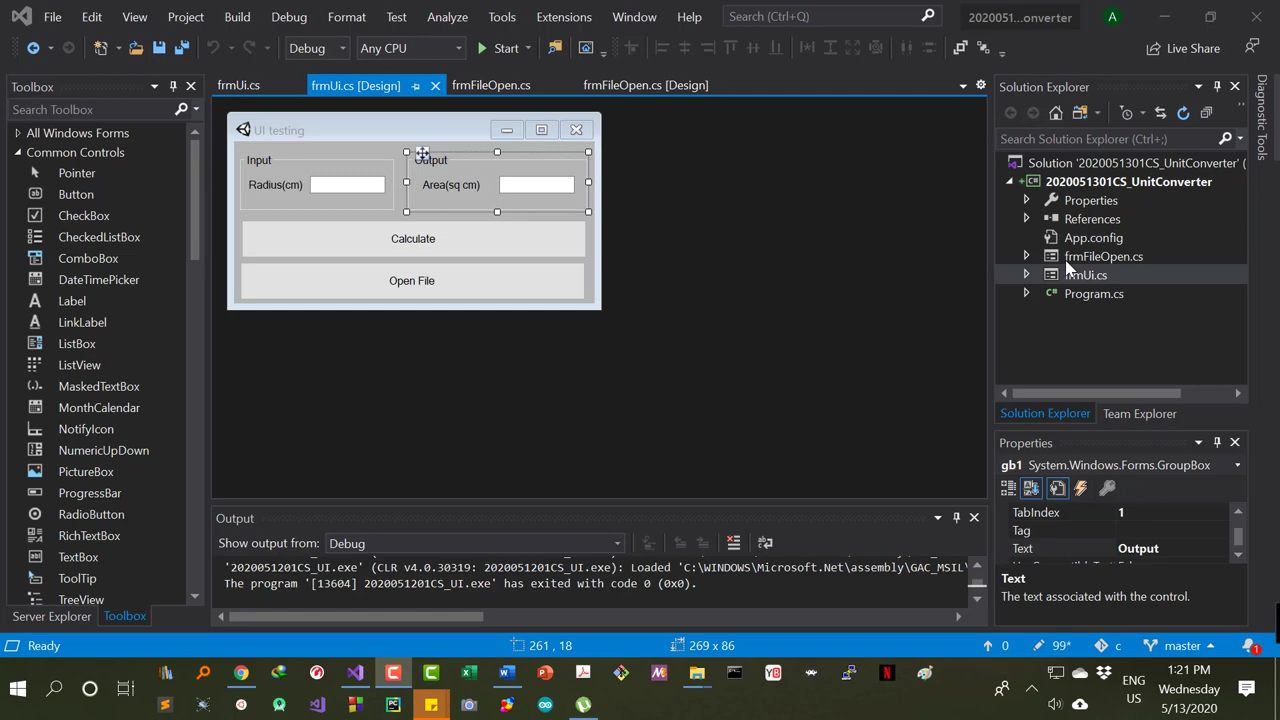 File Edit View Project Build Debug Format Test Analyze Tools Extensions Window Help Search (Ctrl+Q) 2020051...onverter A
Debug Any CPU Start Live Share
Toolbox
Search Toolbox
All Windows Forms
Common Controls
Pointer
Button
CheckBox
CheckedListBox
ComboBox
DateTimePicker
Label
LinkLabel
ListBox
ListView
MaskedTextBox
MonthCalendar
NotifyIcon
NumericUpDown
PictureBox
ProgressBar
RadioButton
RichTextBox
TextBox
ToolTip
TreeView
Server Explorer Toolbox
frmUi.cs frmUi.cs [Design] frmFileOpen.cs frmFileOpen.cs [Design]
UI testing
Input Output
Radius(cm) Area(sq cm)
Calculate
Open File
Output
Show output from: Debug
'2020051201CS_UI.exe' (CLR v4.0.30319: 2020051201CS_UI.exe): Loaded 'C:\WINDOWS\Microsoft.Net\assembly\GAC_MSIL\
The program '[13604] 2020051201CS_UI.exe' has exited with code 0 (0x0).
Solution Explorer
Search Solution Explorer (Ctrl+;)
Solution '2020051301CS_UnitConverter' (
2020051301CS_UnitConverter
Properties
References
App.config
frmFileOpen.cs
frmUi.cs
Program.cs
Solution Explorer Team Explorer
Properties
gb1 System.Windows.Forms.GroupBox
TabIndex 1
Tag
Text Output
Text
The text associated with the control.
Data Sources
Diagnostic Tools
Ready 261 , 18 269 x 86 0 99* c master 1
ENG
US
1:21 PM
Wednesday
5/13/2020